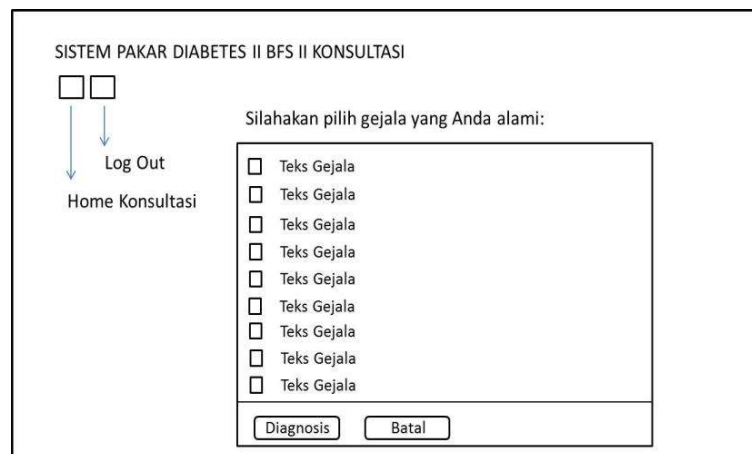 SISTEM PAKAR DIABETES II BFS II KONSULTASI
Silahakan pilih gejala yang Anda alami:
Log Out
Home Konsultasi
Teks Gejala
Teks Gejala
Teks Gejala
Teks Gejala
Teks Gejala
Teks Gejala
Teks Gejala
Teks Gejala
Teks Gejala
Diagnosis Batal